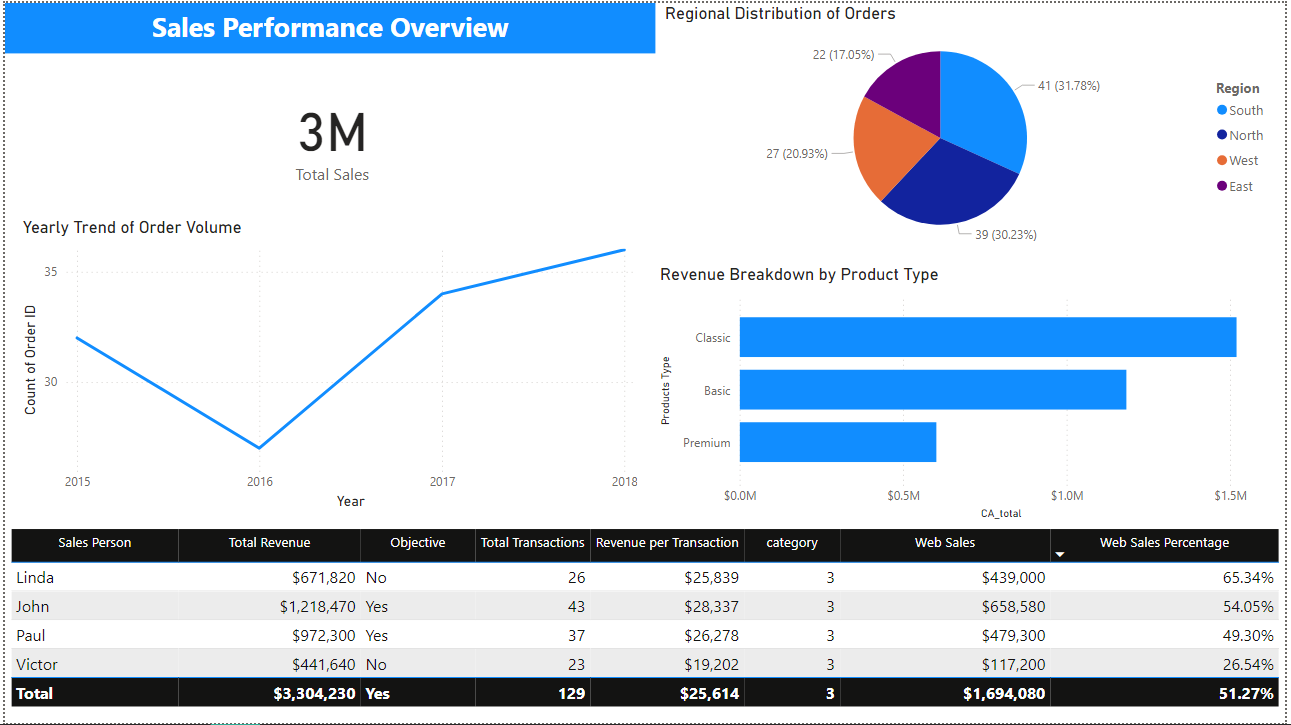 Sales Performance Overview
3M
Total Sales
Regional Distribution of Orders
22 (17.05%)
41 (31.78%)
27 (20.93%)
39 (30.23%)
Region
South
North
West
East
Yearly Trend of Order Volume
Count of Order ID
35
30
2015 2016 2017 2018
Year
Revenue Breakdown by Product Type
Products Type
Classic
Basic
Premium
$0.0M $0.5M $1.0M $1.5M
CA_total
Sales Person Total Revenue Objective Total Transactions Revenue per Transaction category Web Sales Web Sales Percentage
Linda $671,820 No 26 $25,839 3 $439,000 65.34%
John $1,218,470 Yes 43 $28,337 3 $658,580 54.05%
Paul $972,300 Yes 37 $26,278 3 $479,300 49.30%
Victor $441,640 No 23 $19,202 3 $117,200 26.54%
Total $3,304,230 Yes 129 $25,614 3 $1,694,080 51.27%